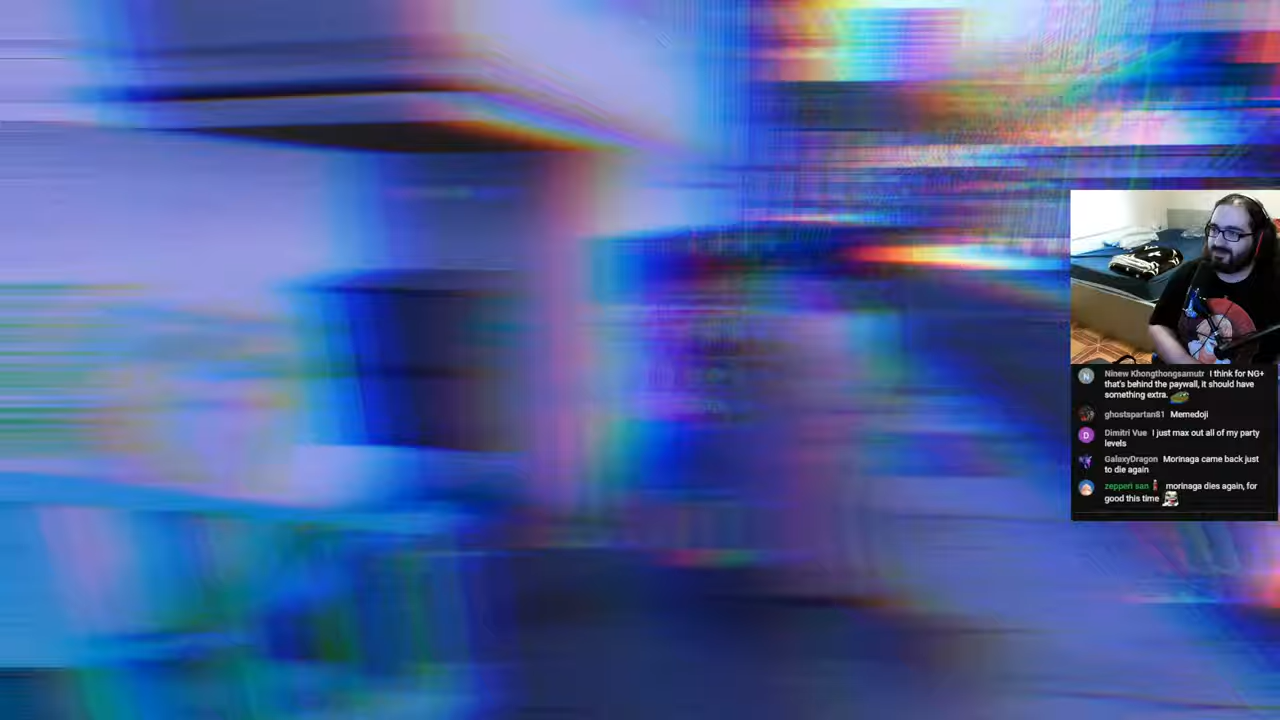 Ninew Khongthongsamutr I think for NG+
that's behind the paywall, it should have
something extra.
ghostspartan81 Memedoji
Dimitri Vue I just max out all of my party
levels
GalaxyDragon Morinaga came back just
to die again
zepperi san morinaga dies again, for
good this time